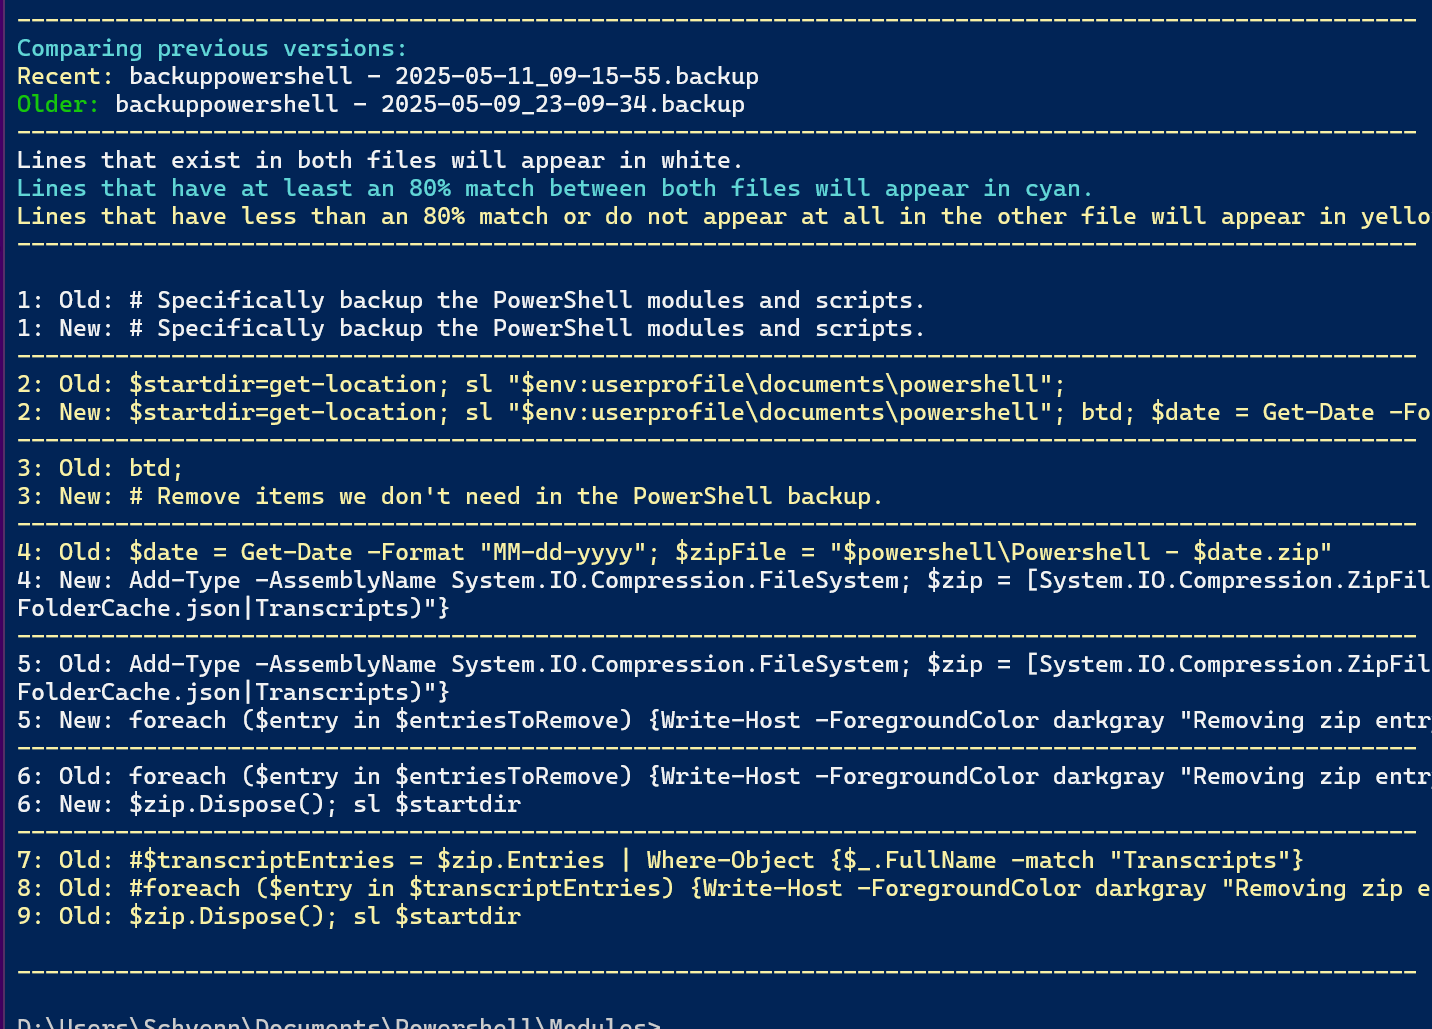 ----------------------------------------------------------------------------------------------------
Comparing previous versions:
Recent: backuppowershell - 2025-05-11_09-15-55.backup
Older: backuppowershell - 2025-05-09_23-09-34.backup
----------------------------------------------------------------------------------------------------
Lines that exist in both files will appear in white.
Lines that have at least an 80% match between both files will appear in cyan.
Lines that have less than an 80% match or do not appear at all in the other file will appear in yello
----------------------------------------------------------------------------------------------------
1: Old: # Specifically backup the PowerShell modules and scripts.
1: New: # Specifically backup the PowerShell modules and scripts.
----------------------------------------------------------------------------------------------------
2: Old: $startdir=get-location; sl "$env:userprofile\documents\powershell";
2: New: $startdir=get-location; sl "$env:userprofile\documents\powershell"; btd; $date = Get-Date -Fo
----------------------------------------------------------------------------------------------------
3: Old: btd;
3: New: # Remove items we don't need in the PowerShell backup.
----------------------------------------------------------------------------------------------------
4: Old: $date = Get-Date -Format "MM-dd-yyyy"; $zipFile = "$powershell\Powershell - $date.zip"
4: New: Add-Type -AssemblyName System.IO.Compression.FileSystem; $zip = [System.IO.Compression.ZipFil
FolderCache.json|Transcripts)"}
----------------------------------------------------------------------------------------------------
5: Old: Add-Type -AssemblyName System.IO.Compression.FileSystem; $zip = [System.IO.Compression.ZipFil
FolderCache.json|Transcripts)"}
5: New: foreach ($entry in $entriesToRemove) {Write-Host -ForegroundColor darkgray "Removing zip entr
----------------------------------------------------------------------------------------------------
6: Old: foreach ($entry in $entriesToRemove) {Write-Host -ForegroundColor darkgray "Removing zip entr
6: New: $zip.Dispose(); sl $startdir
----------------------------------------------------------------------------------------------------
7: Old: #$transcriptEntries = $zip.Entries | Where-Object {$_.FullName -match "Transcripts"}
8: Old: #foreach ($entry in $transcriptEntries) {Write-Host -ForegroundColor darkgray "Removing zip e
9: Old: $zip.Dispose(); sl $startdir
----------------------------------------------------------------------------------------------------
D:\Users\Schvenn\Documents\Powershell\Modules>